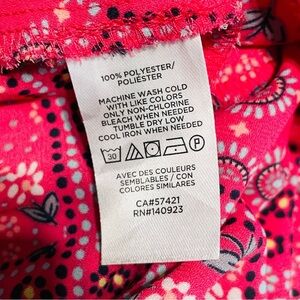 100% POLYESTER/
POLIÉSTER
MACHINE WASH COLD
WITH LIKE COLORS
ONLY NON-CHLORINE
BLEACH WHEN NEEDED
TUMBLE DRY LOW
COOL IRON WHEN NEEDED
30 P
AVEC DES COULEURS
SEMBLABLES / CON
COLORES SIMILARES
CA#57421
RN#140923